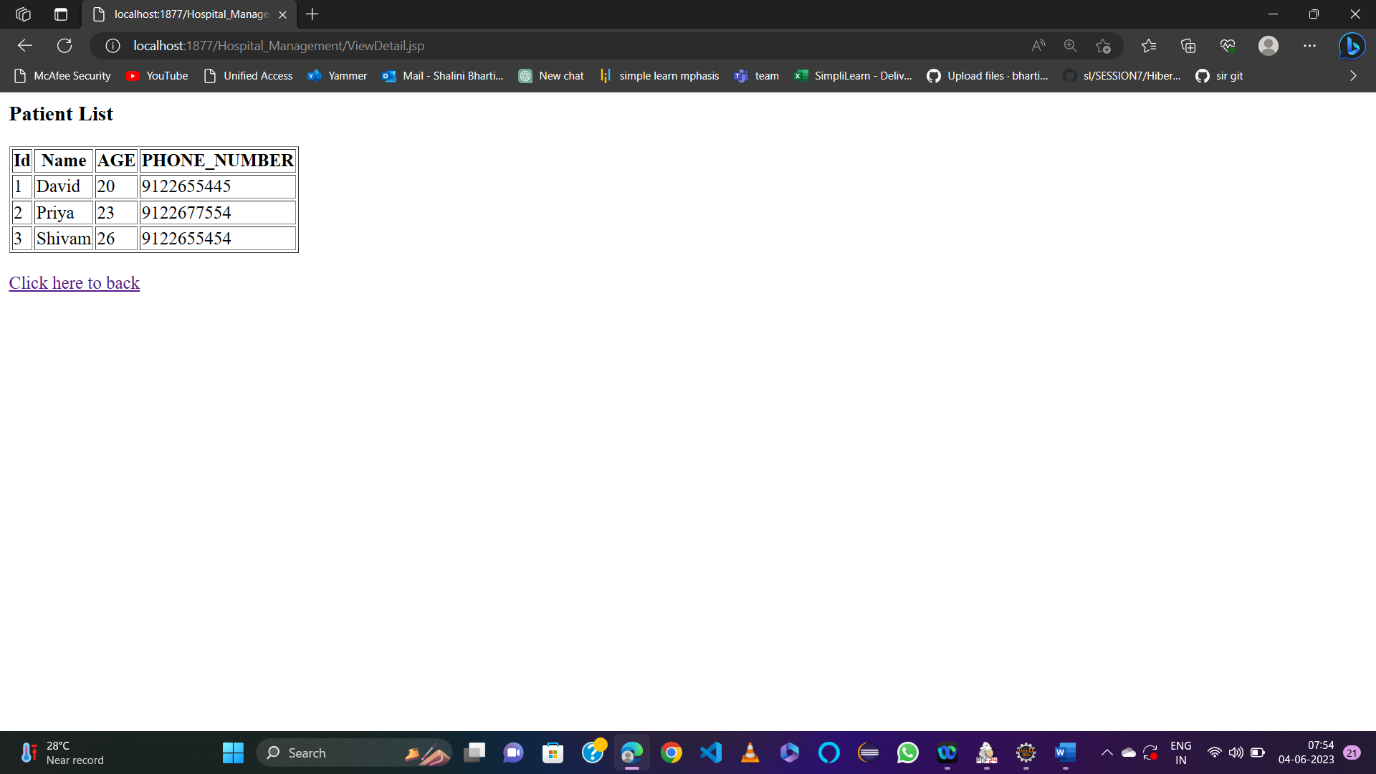 localhost:1877/Hospital_Manage
localhost:1877/Hospital_Management/ViewDetail.jsp
McAfee Security YouTube Unified Access Yammer Mail - Shalini Bharti... New chat simple learn mphasis team SimpliLearn - Deliv... Upload files · bharti... sl/SESSION7/Hiber... sir git
Patient List
Id Name AGE PHONE_NUMBER
1 David 20 9122655445
2 Priya 23 9122677554
3 Shivam 26 9122655454
Click here to back
28°C
Near record
Search
ENG
IN
07:54
04-06-2023
21